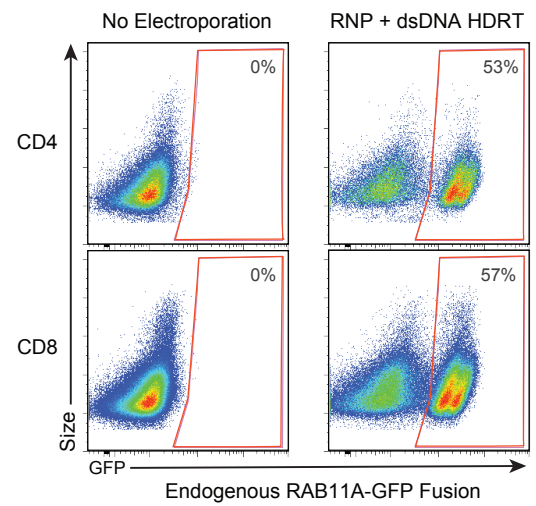 No Electroporation
RNP + dsDNA HDRT
CD4
0%
53%
CD8
0%
57%
Size
GFP
Endogenous RAB11A-GFP Fusion